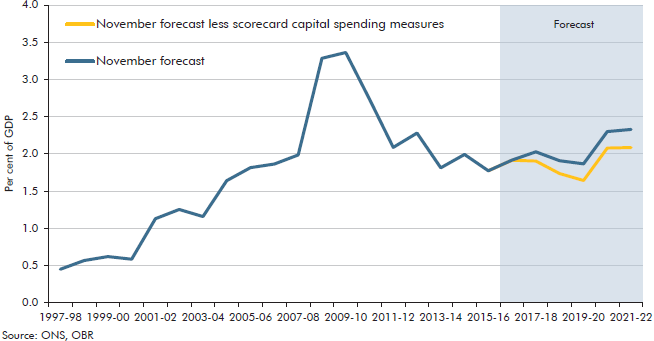 4.0
November forecast less scorecard capital spending measures
Forecast
3.5
November forecast
3.0
2.5
Per cent of GDP
2.0
1.5
1.0
0.5
0.0
1997-98 1999-00 2001-02 2003-04 2005-06 2007-08 2009-10 2011-12 2013-14 2015-16 2017-18 2019-20 2021-22
Source: ONS, OBR